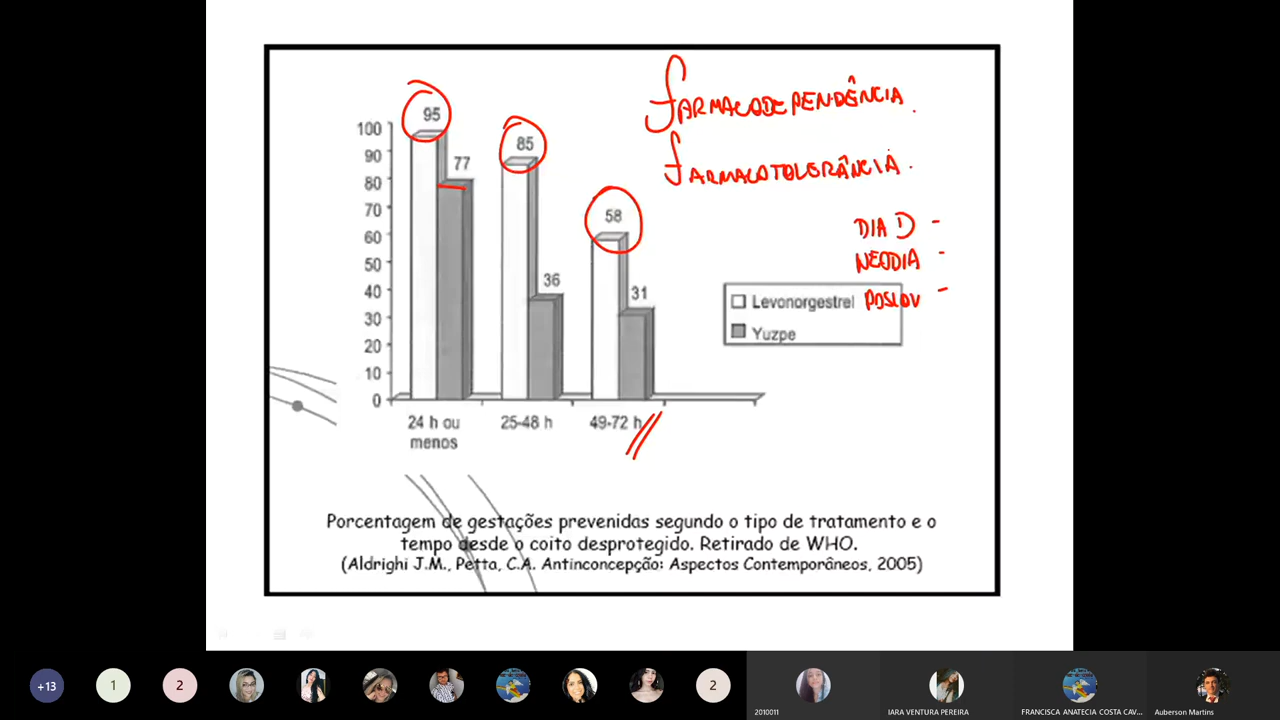 FARMACODEPENDÊNCIA.
FARMACOTOLERÂNCIA.
DIA D -
NEODIA -
POSLOV -
95
77
85
36
58
31
100
90
80
70
60
50
40
30
20
10
0
24 h ou
menos
25-48 h
49-72 h
Levonorgestrel
Yuzpe
Porcentagem de gestações prevenidas segundo o tipo de tratamento e o
tempo desde o coito desprotegido. Retirado de WHO.
(Aldrighi J.M., Petta, C.A. Antinconcepção: Aspectos Contemporâneos, 2005)
+13
1
2
2
2010011
IARA VENTURA PEREIRA
FRANCISCA ANATECIA COSTA CAV...
Auberson Martins